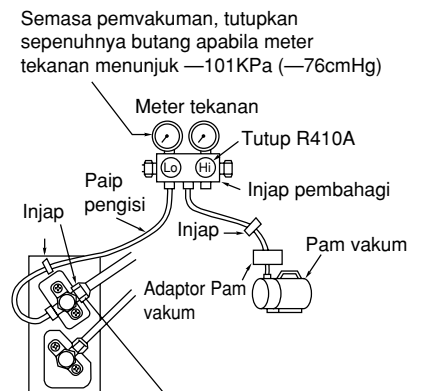 Semasa pemvakuman, tutupkan
sepenuhnya butang apabila meter
tekanan menunjuk —101KPa (—76cmHg)
Meter tekanan
Tutup R410A
Lo
Hi
Paip
pengisi
Injap pembahagi
Injap
Injap
Pam vakum
Adaptor Pam
vakum